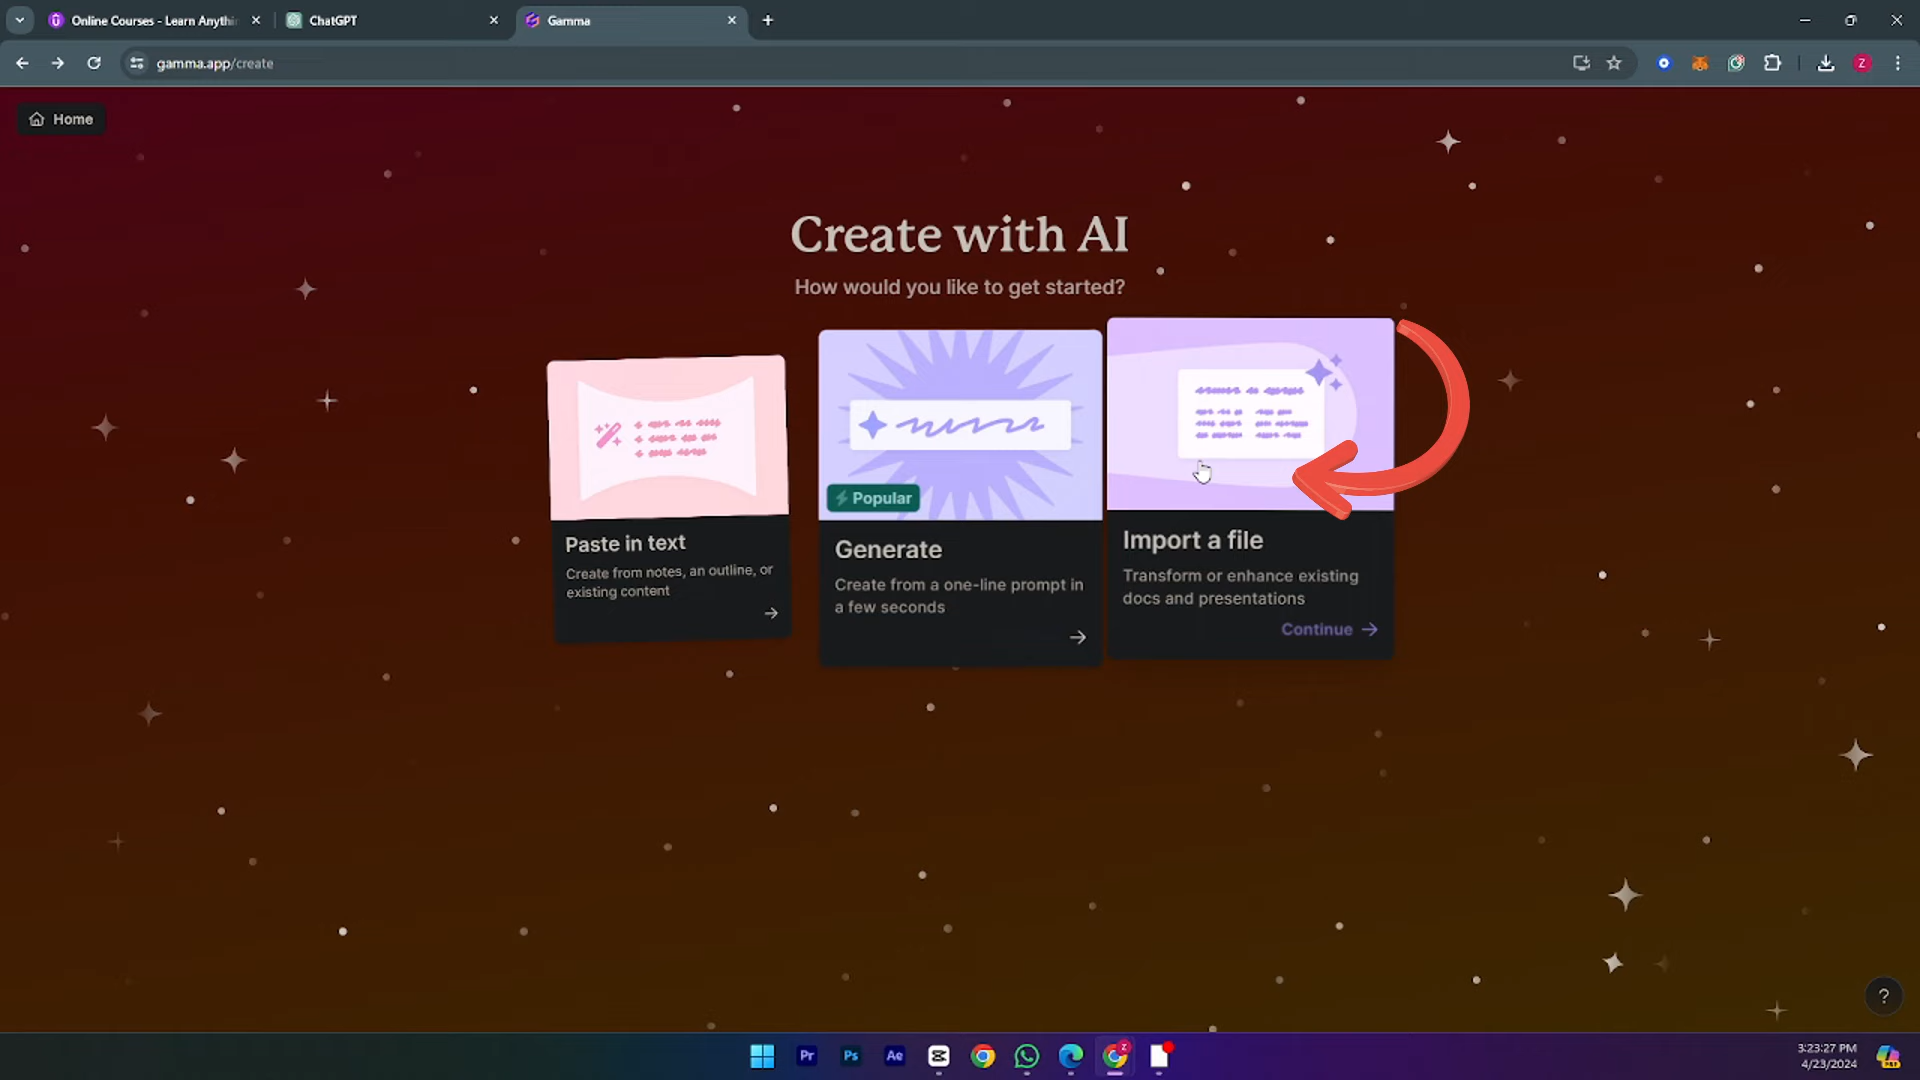 Online Courses - Learn Anythi
ChatGPT
Gamma
gamma.app/create
Z
Home
Create with AI
How would you like to get started?
Popular
Paste in text
Create from notes, an outline, or
existing content
Generate
Create from a one-line prompt in
a few seconds
Import a file
Transform or enhance existing
docs and presentations
Continue
?
Pr
Ps
Ae
Z
3:23:27 PM
4/23/2024